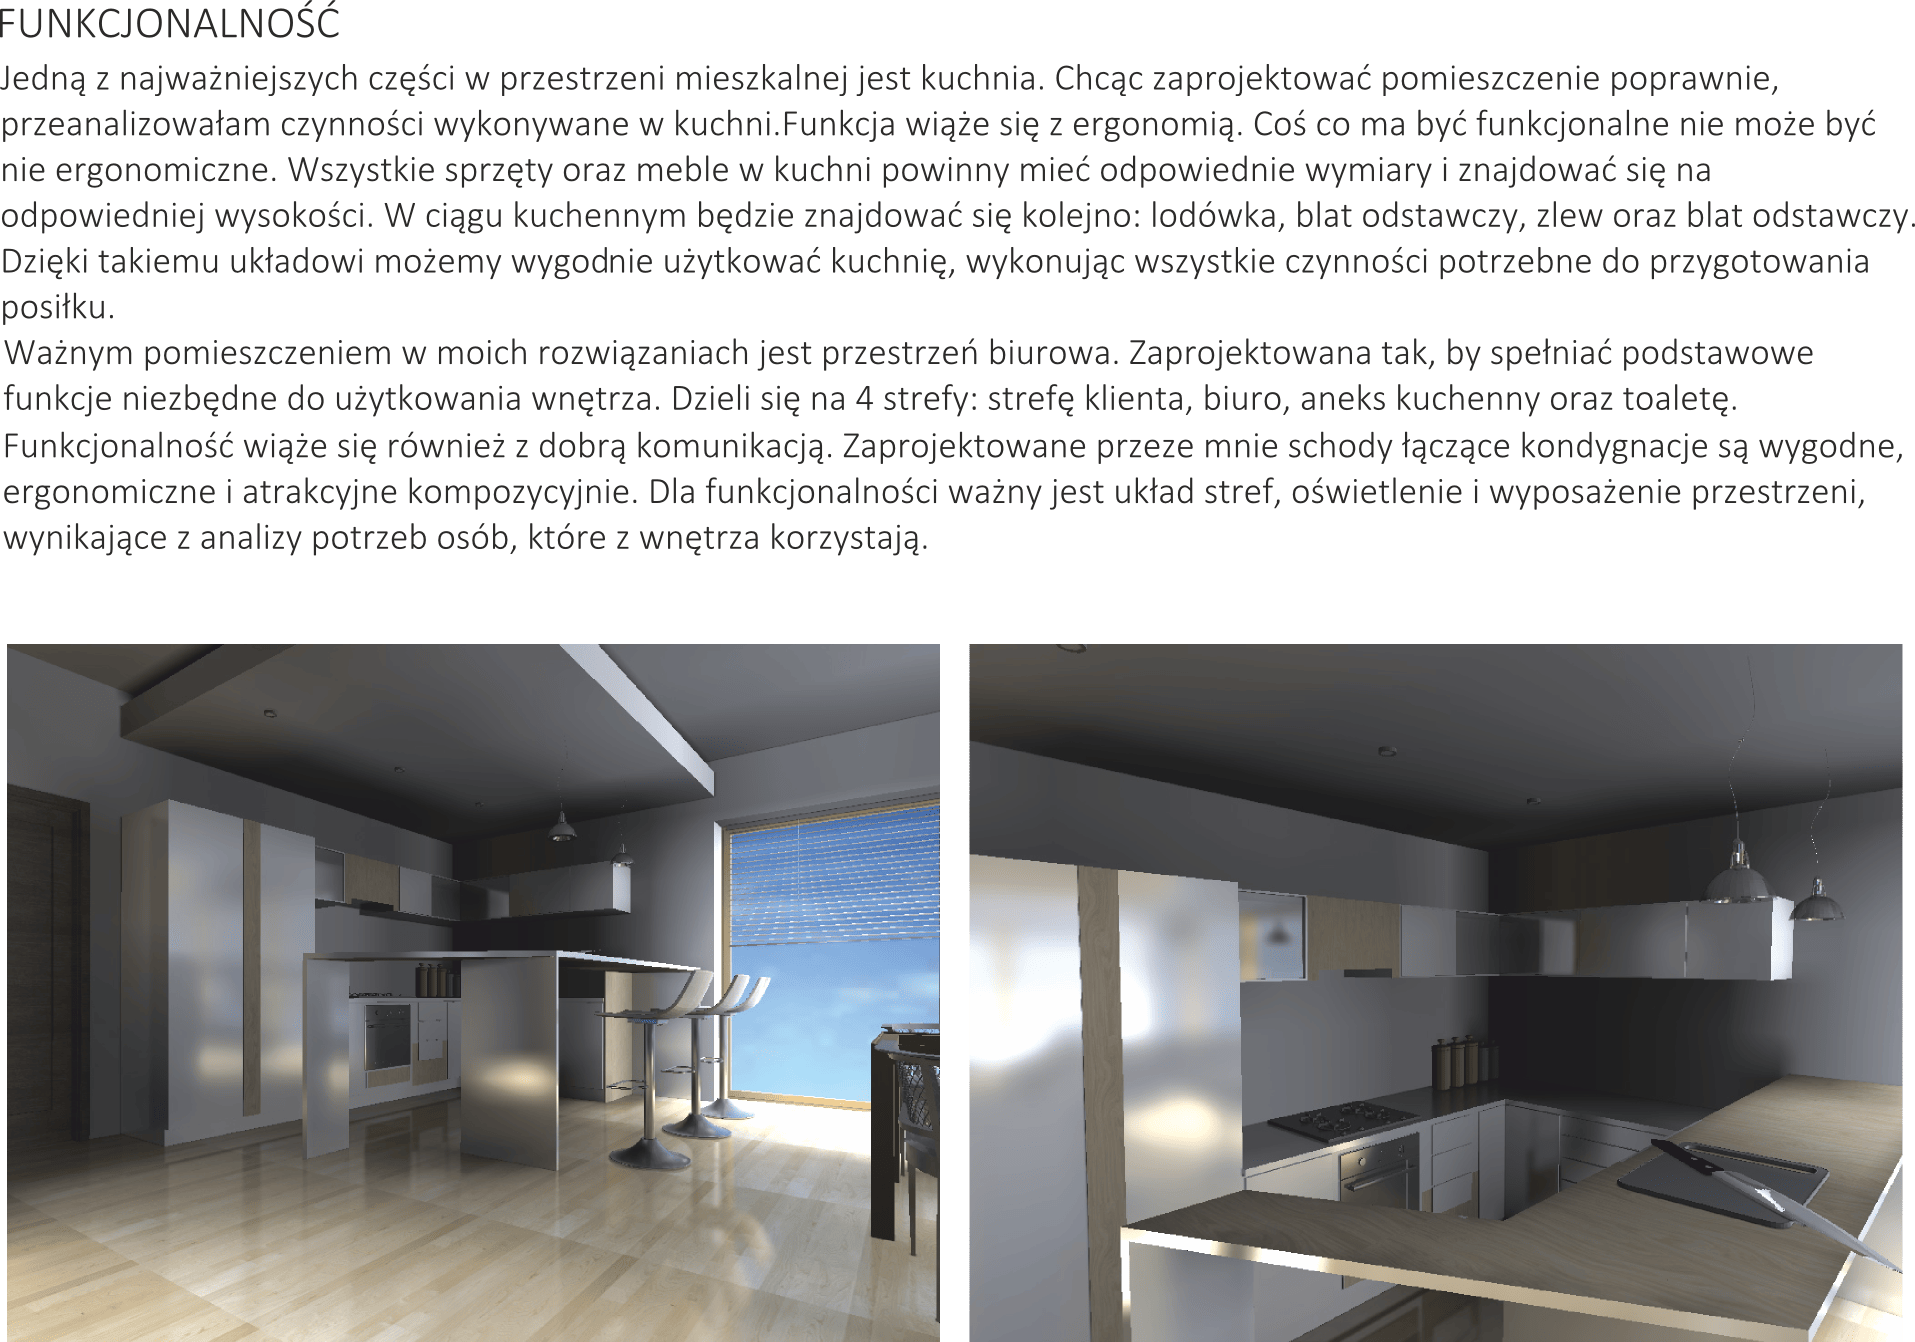 FUNKCJONALNOŚĆ
Jedną z najważniejszych części w przestrzeni mieszkalnej jest kuchnia. Chcąc zaprojektować pomieszczenie poprawnie,
przeanalizowałam czynności wykonywane w kuchni.Funkcja wiąże się z ergonomią. Coś co ma być funkcjonalne nie może być
nie ergonomiczne. Wszystkie sprzęty oraz meble w kuchni powinny mieć odpowiednie wymiary i znajdować się na
odpowiedniej wysokości. W ciągu kuchennym będzie znajdować się kolejno: lodówka, blat odstawczy, zlew oraz blat odstawczy.
Dzięki takiemu układowi możemy wygodnie użytkować kuchnię, wykonując wszystkie czynności potrzebne do przygotowania
posiłku.
Ważnym pomieszczeniem w moich rozwiązaniach jest przestrzeń biurowa. Zaprojektowana tak, by spełniać podstawowe
funkcje niezbędne do użytkowania wnętrza. Dzieli się na 4 strefy: strefę klienta, biuro, aneks kuchenny oraz toaletę.
Funkcjonalność wiąże się również z dobrą komunikacją. Zaprojektowane przeze mnie schody łączące kondygnacje są wygodne,
ergonomiczne i atrakcyjne kompozycyjnie. Dla funkcjonalności ważny jest układ stref, oświetlenie i wyposażenie przestrzeni,
wynikające z analizy potrzeb osób, które z wnętrza korzystają.